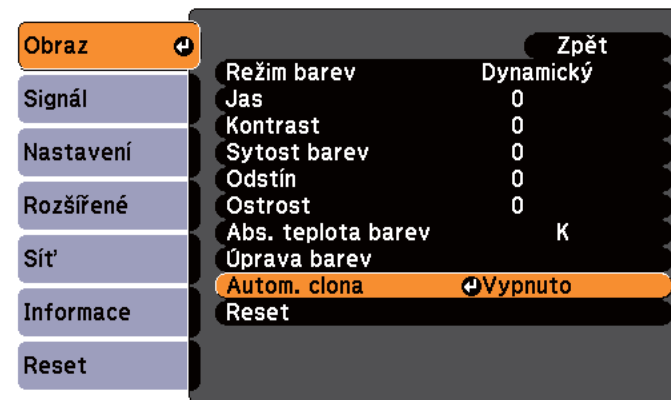 Obraz
Signál
Nastavení
Rozšířené
Síť
Informace
Reset
Zpět
Režim barev Dynamický
Jas 0
Kontrast 0
Sytost barev 0
Odstín 0
Ostrost 0
Abs. teplota barev K
Úprava barev
Autom. clona Vypnuto
Reset